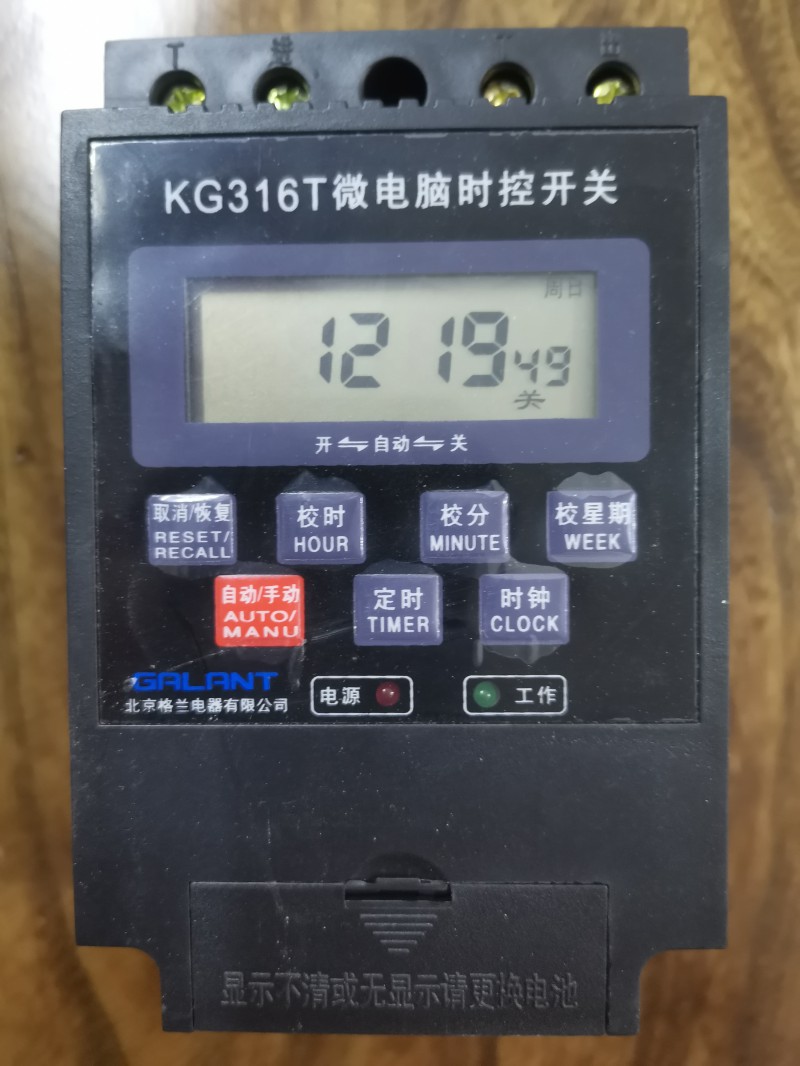 T 进 出
KG316T微电脑时控开关
周日
12 19 49
关
开⇋自动⇋关
取消/恢复
RESET/
RECALL
校时
HOUR
校分
MINUTE
校星期
WEEK
自动/手动
AUTO/
MANU
定时
TIMER
时钟
CLOCK
GALANT
北京格兰电器有限公司
电源
工作
显示不清或无显示请更换电池